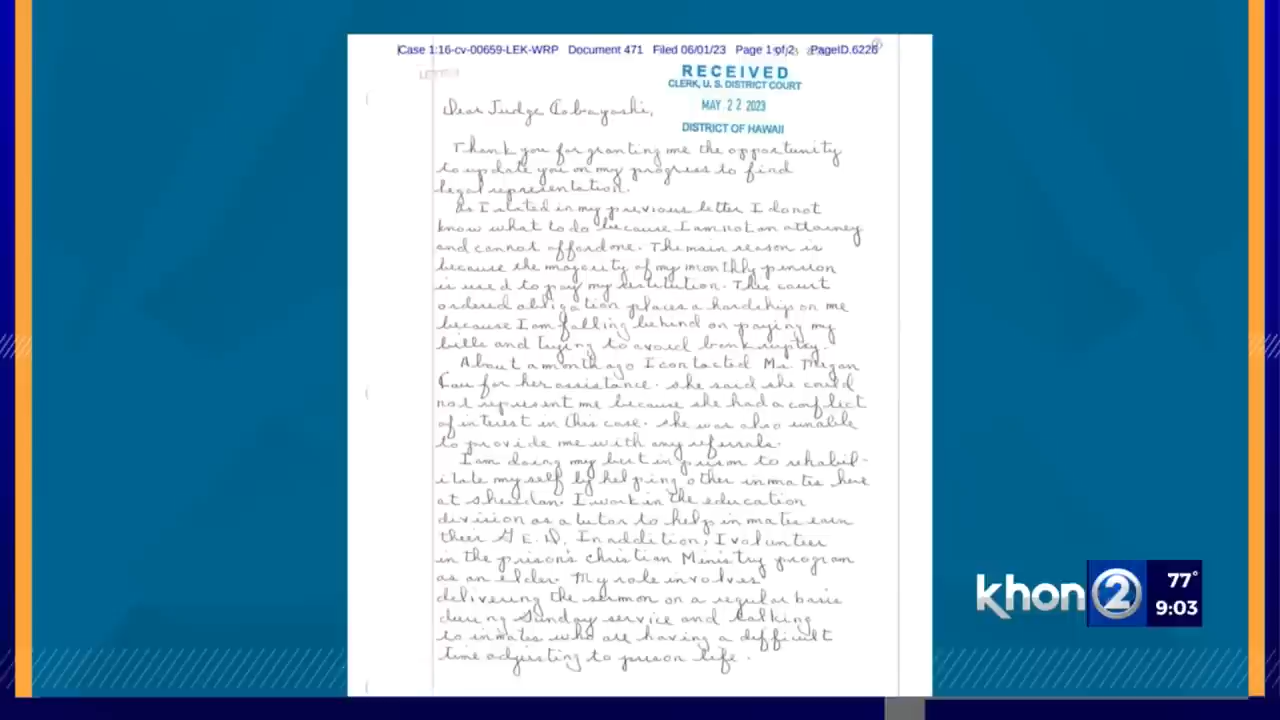 Case 1:16-cv-00659-LEK-WRP Document 471 Filed 06/01/23 Page 1 of 2 PageID.6226
LETTER
RECEIVED
CLERK, U. S. DISTRICT COURT
MAY 22 2023
DISTRICT OF HAWAII
Dear Judge Cobayashi,
Thank you for granting me the opportunity
to update you on my progress to find
legal representation.
As I stated in my previous letter I do not
know what to do because I am not an attorney
and cannot afford one. The main reason is
because the majority of my monthly pension
is used to pay my restitution. This court
ordered obligation places a hardship on me
because I am falling behind on paying my
bills and trying to avoid bankruptcy.
About a month ago I contacted Ms. Megan
Kau for her assistance. She said she could
not represent me because she had a conflict
of interest in this case. She was also unable
to provide me with any referrals.
I am doing my best in prison to rehabil-
itate myself by helping other inmates here
at Sheridan. I work in the education
division as a tutor to help inmates earn
their G.E.D. In addition, I volunteer
in the prison's Christian Ministry program
as an elder. My role involves
delivering the sermon on a regular basis
during Sunday service and talking
to inmates who are having a difficult
time adjusting to prison life.
khon 2
77°
9:03